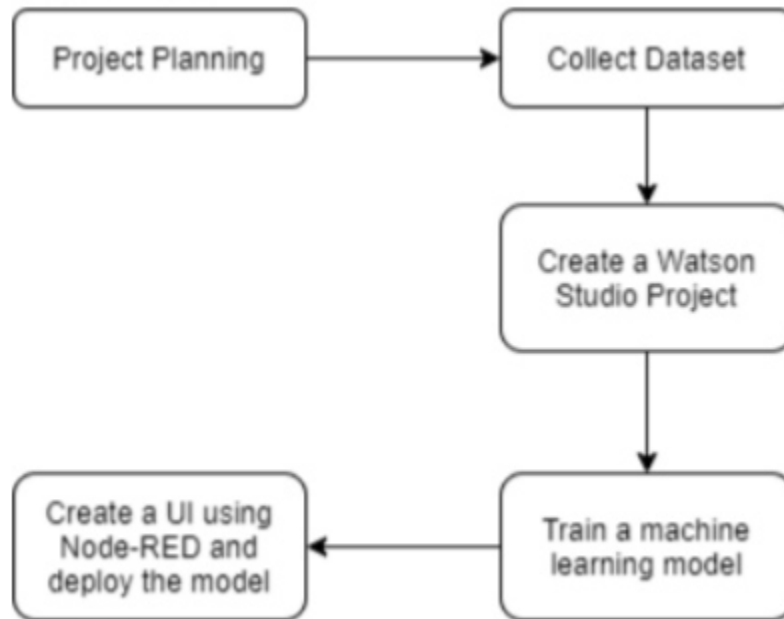 Project Planning
Collect Dataset
Create a Watson
Studio Project
Train a machine
learning model
Create a UI using
Node-RED and
deploy the model